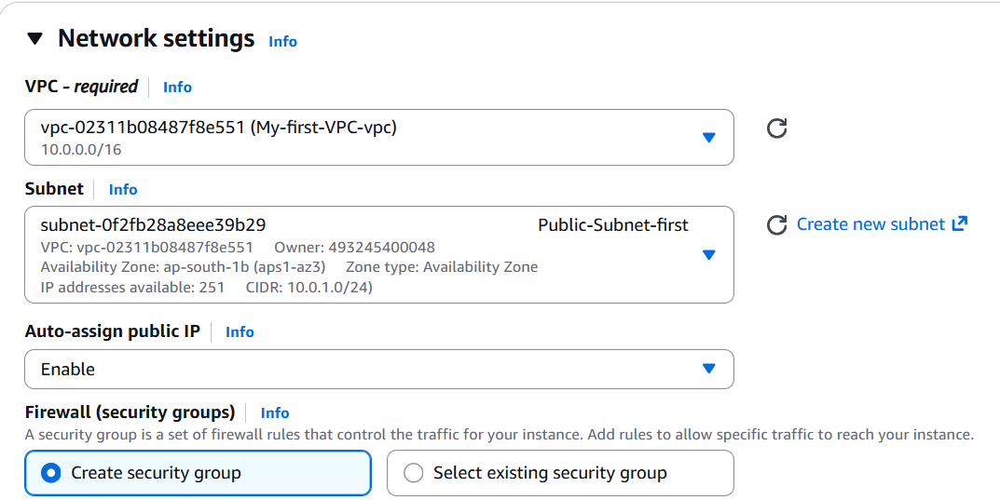 Network settings Info
VPC - required Info
vpc-02311b08487f8e551 (My-first-VPC-vpc)
10.0.0.0/16
Subnet Info
subnet-0f2fb28a8eee39b29 Public-Subnet-first
VPC: vpc-02311b08487f8e551 Owner: 493245400048
Availability Zone: ap-south-1b (aps1-az3) Zone type: Availability Zone
IP addresses available: 251 CIDR: 10.0.1.0/24)
Create new subnet
Auto-assign public IP Info
Enable
Firewall (security groups) Info
A security group is a set of firewall rules that control the traffic for your instance. Add rules to allow specific traffic to reach your instance.
Create security group Select existing security group